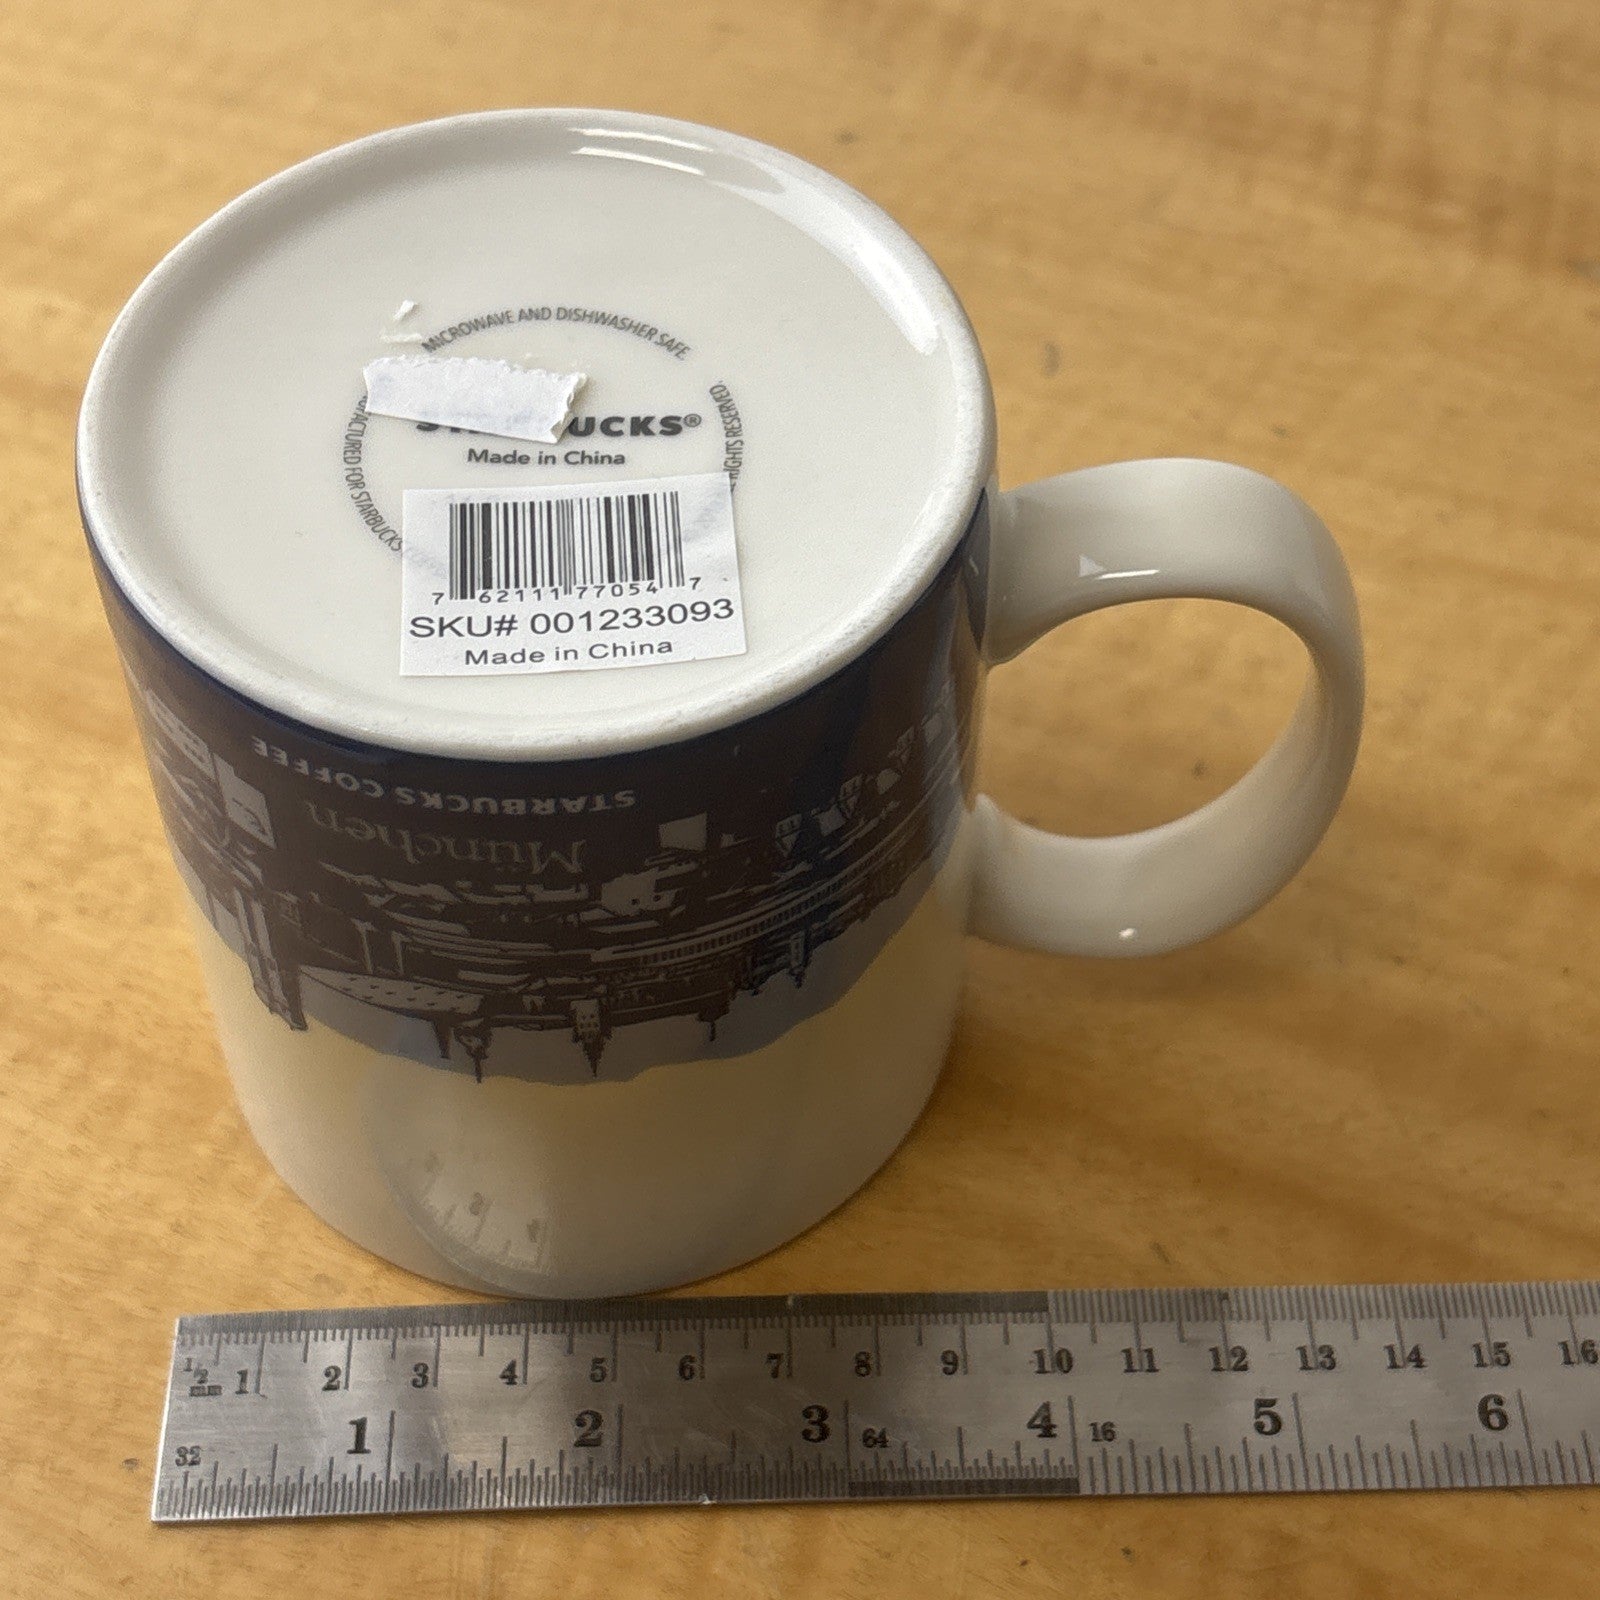 MICROWAVE AND DISHWASHER SAFE.
FOR STARBUCKS
RIGHTS RESERVED.
UCKS®
Made in China
7 62111 77054 7
SKU# 001233093
Made in China
STARBUCKS COFFEE
München
1/2 mm 1 2 3 4 5 6 7 8 9 10 11 12 13 14 15 16
1 2 3 64 4 16 5 6
32